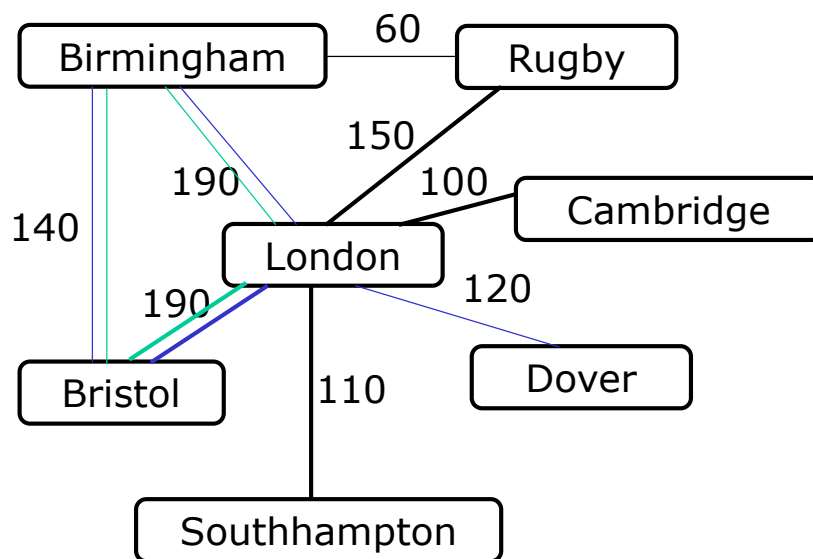 60
Birmingham
Rugby
150
190
100
Cambridge
140
London
120
190
Dover
Bristol
110
Southhampton